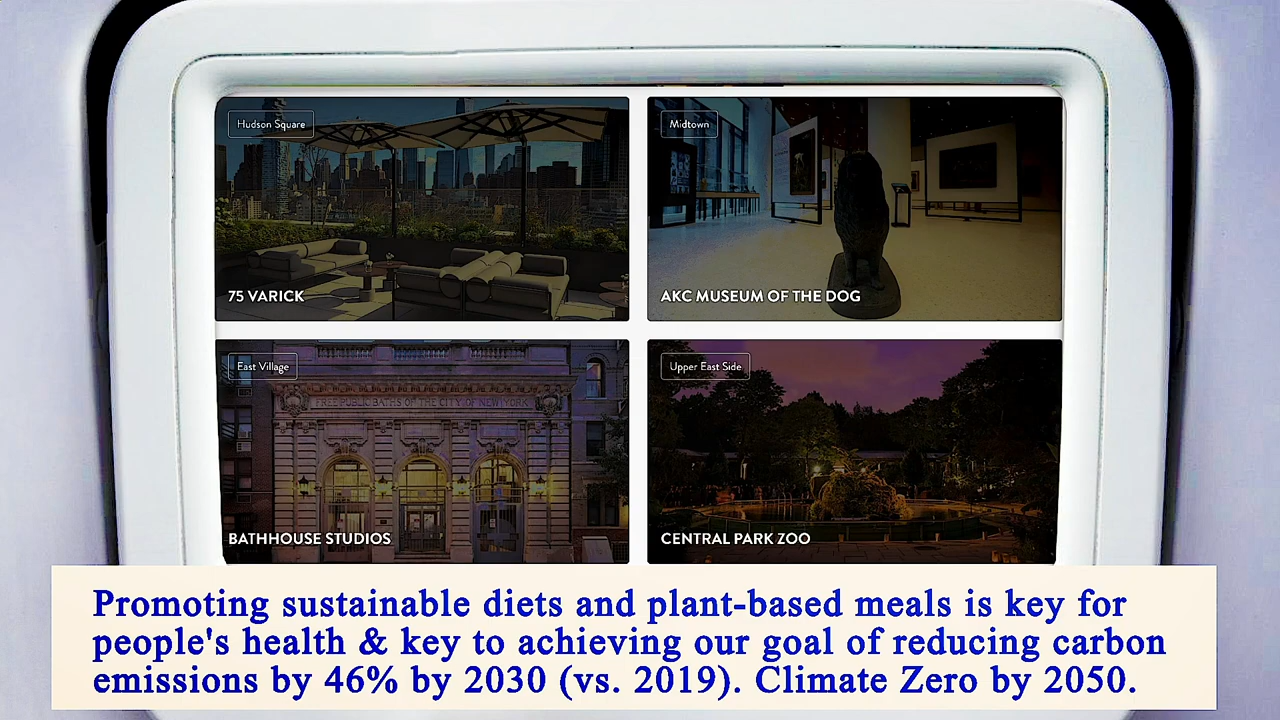 Hudson Square
75 VARICK
Midtown
AKC MUSEUM OF THE DOG
East Village
FREE PUBLIC BATHS OF THE CITY OF NEW YORK
BATHHOUSE STUDIOS
Upper East Side
CENTRAL PARK ZOO
Promoting sustainable diets and plant-based meals is key for
people's health & key to achieving our goal of reducing carbon
emissions by 46% by 2030 (vs. 2019). Climate Zero by 2050.